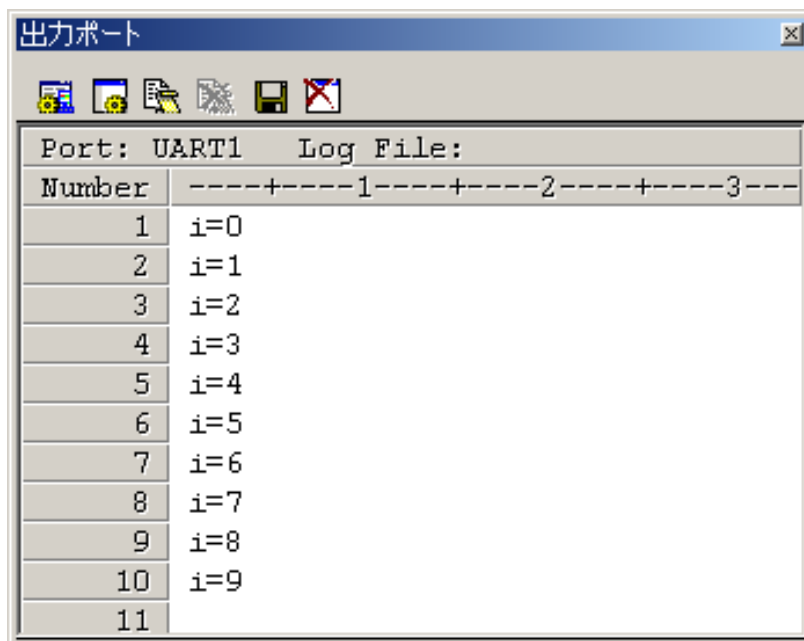 出力ポート
Port: UART1 Log File:
Number ----+----1----+----2----+----3---
1 i=0
2 i=1
3 i=2
4 i=3
5 i=4
6 i=5
7 i=6
8 i=7
9 i=8
10 i=9
11